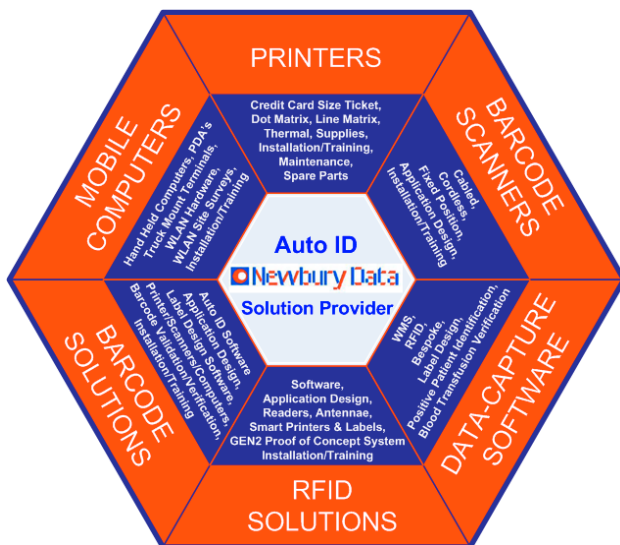 PRINTERS
Credit Card Size Ticket,
Dot Matrix, Line Matrix,
Thermal, Supplies,
Installation/Training,
Maintenance,
Spare Parts
BARCODE
SCANNERS
Cabled,
Cordless,
Fixed Position,
Application Design,
Installation/Training
DATA-CAPTURE
SOFTWARE
WMS,
RFID,
Bespoke,
Label Design,
Positive Patient Identification,
Blood Transfusion Verification
RFID
SOLUTIONS
Software,
Application Design,
Readers, Antennae,
Smart Printers & Labels,
GEN2 Proof of Concept System
Installation/Training
BARCODE
SOLUTIONS
Auto ID Software
Application Design,
Label Design Software,
Printer/Scanners/Computers,
Barcode Validation/Verification,
Installation/Training
MOBILE
COMPUTERS
Hand Held Computers, PDA's
Truck Mount Terminals,
WLAN Hardware,
WLAN Site Surveys,
Installation/Training
Auto ID
Newbury Data
Solution Provider